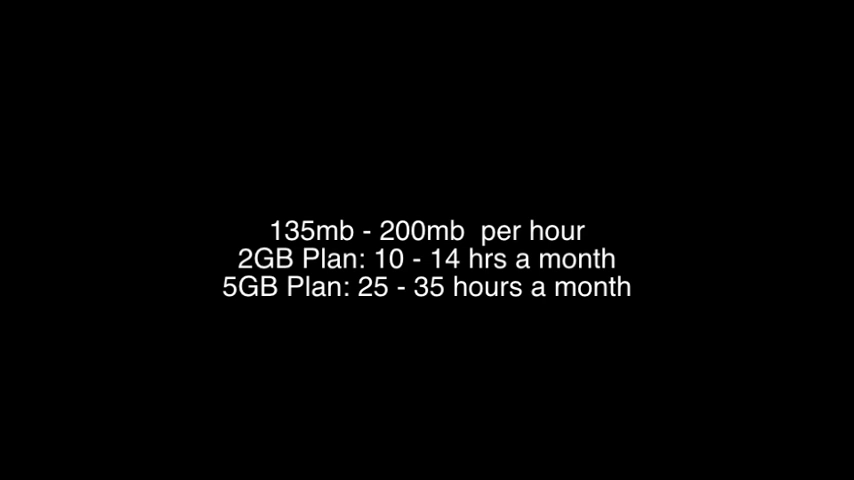 135mb - 200mb  per hour
2GB Plan: 10 - 14 hrs a month
5GB Plan: 25 - 35 hours a month